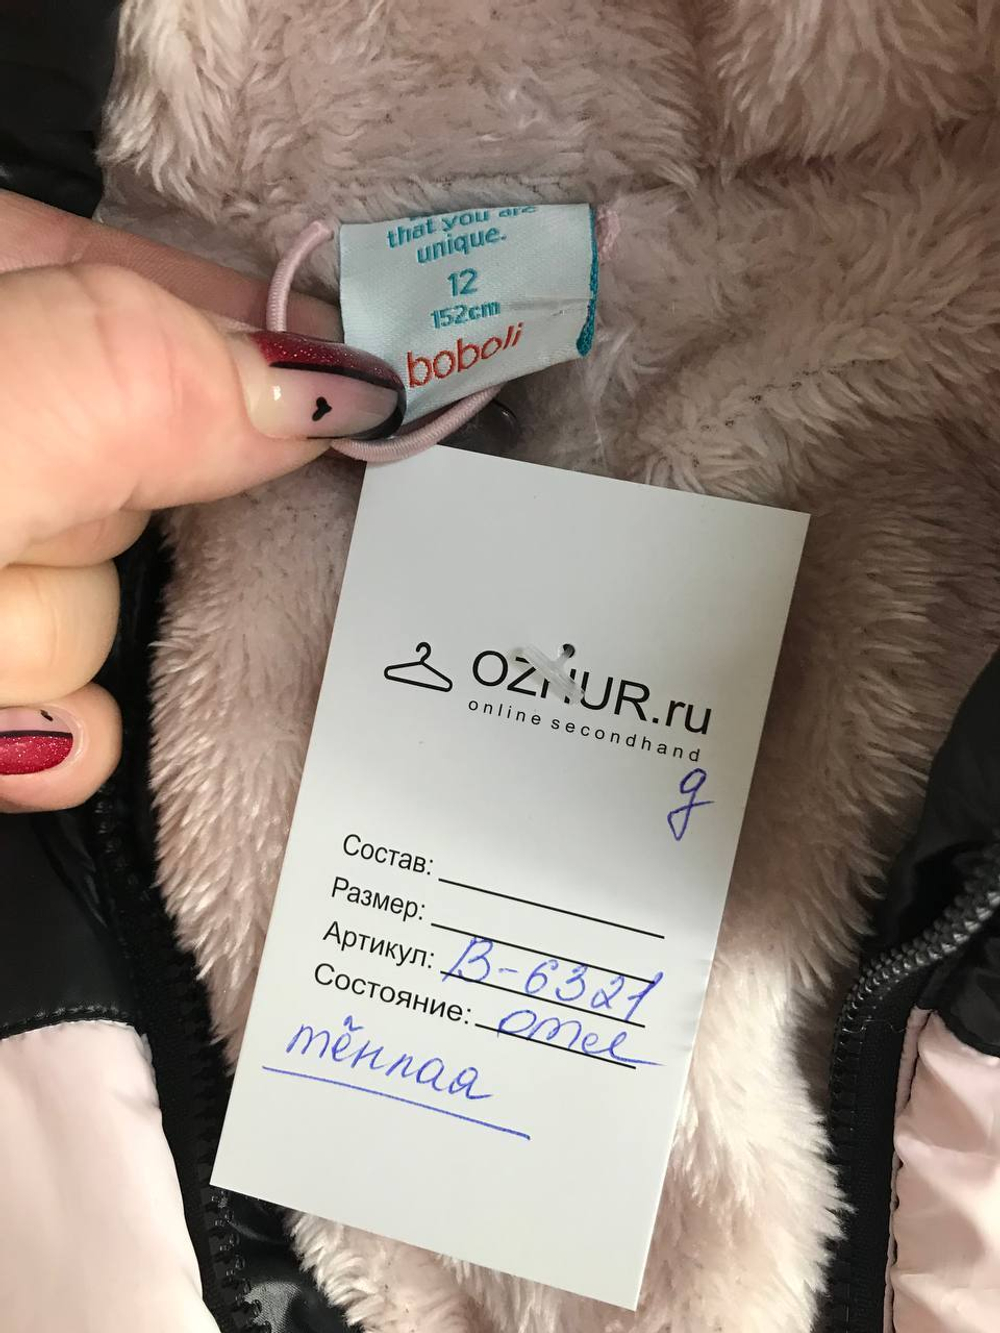 that you are
unique.
12
152cm
boboli
OZHUR.ru
online secondhand
g
Состав:
Размер:
Артикул: В-6321
Состояние: отл
тёплая